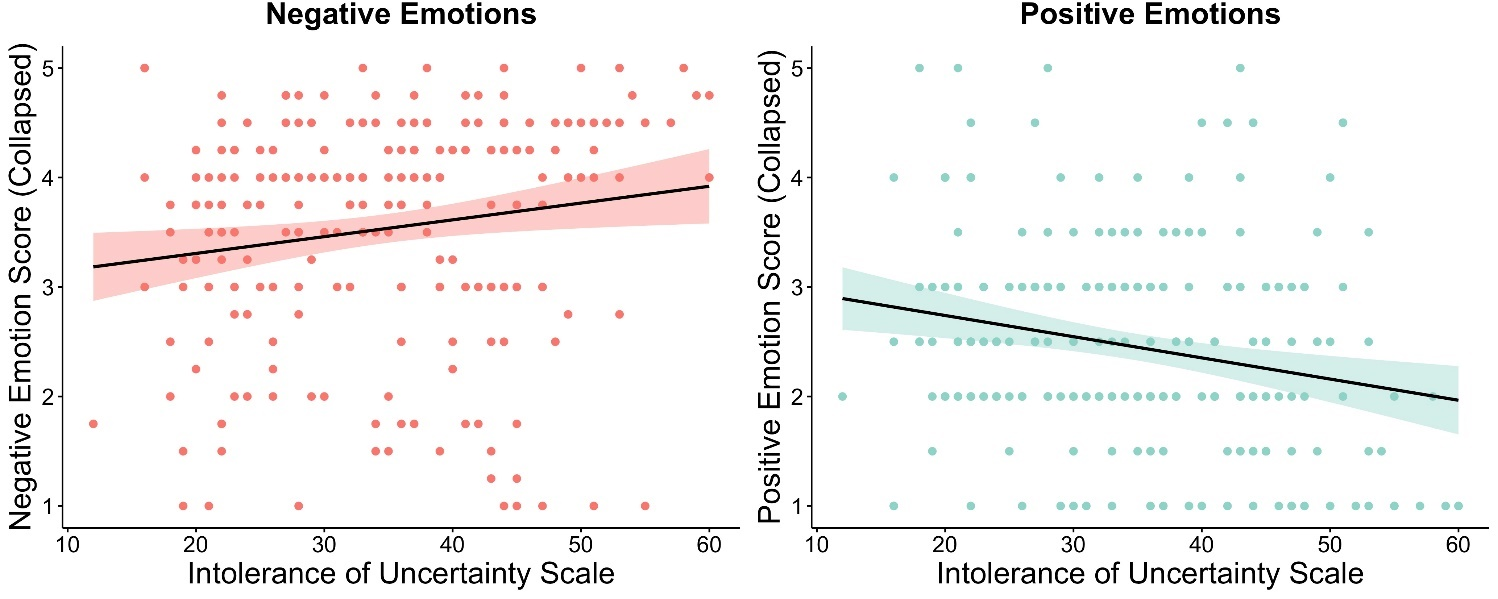 Negative Emotions
Negative Emotion Score (Collapsed)
5
4
3
2
1
10 20 30 40 50 60
Intolerance of Uncertainty Scale
Positive Emotions
Positive Emotion Score (Collapsed)
5
4
3
2
1
10 20 30 40 50 60
Intolerance of Uncertainty Scale